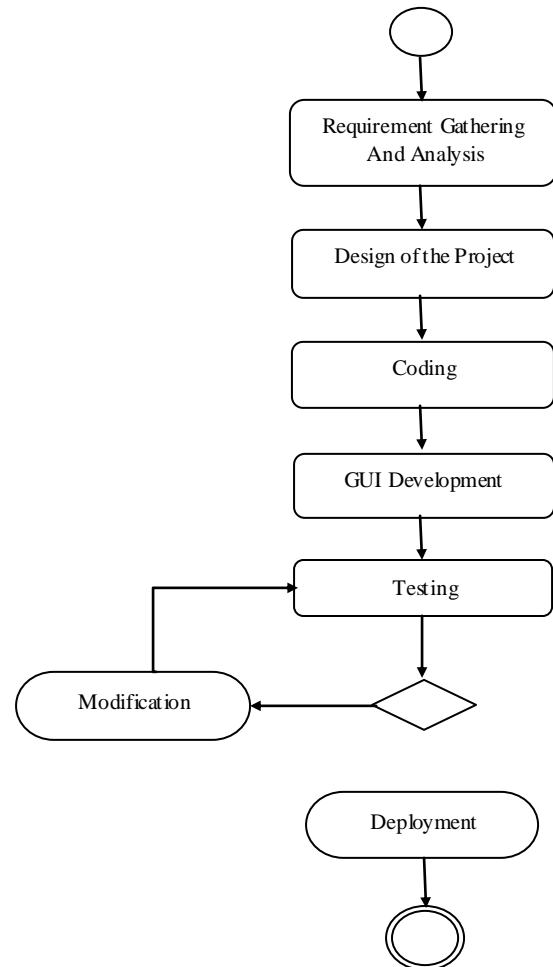 Requirement Gathering
And Analysis
Design of the Project
Coding
GUI Development
Testing
Modification
Deployment